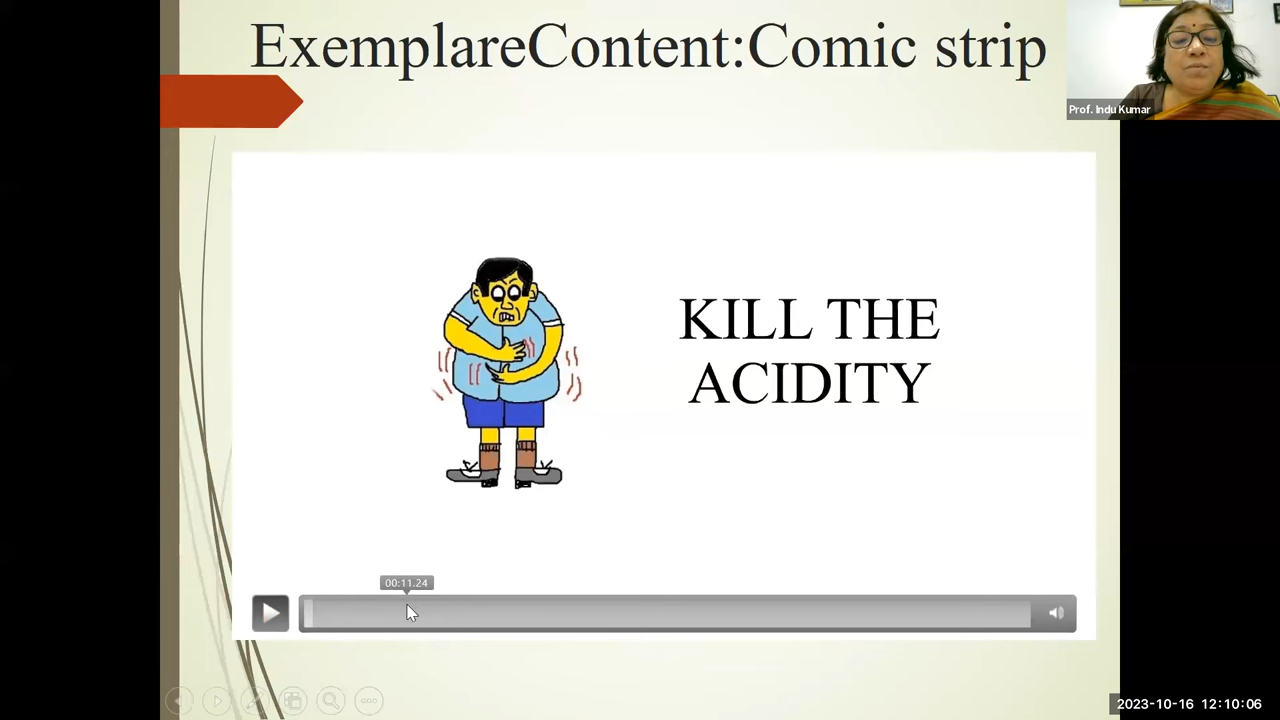 ExemplareContent:Comic strip
Prof. Indu Kumar
KILL THE
ACIDITY
00:11.24
2023-10-16 12:10:06